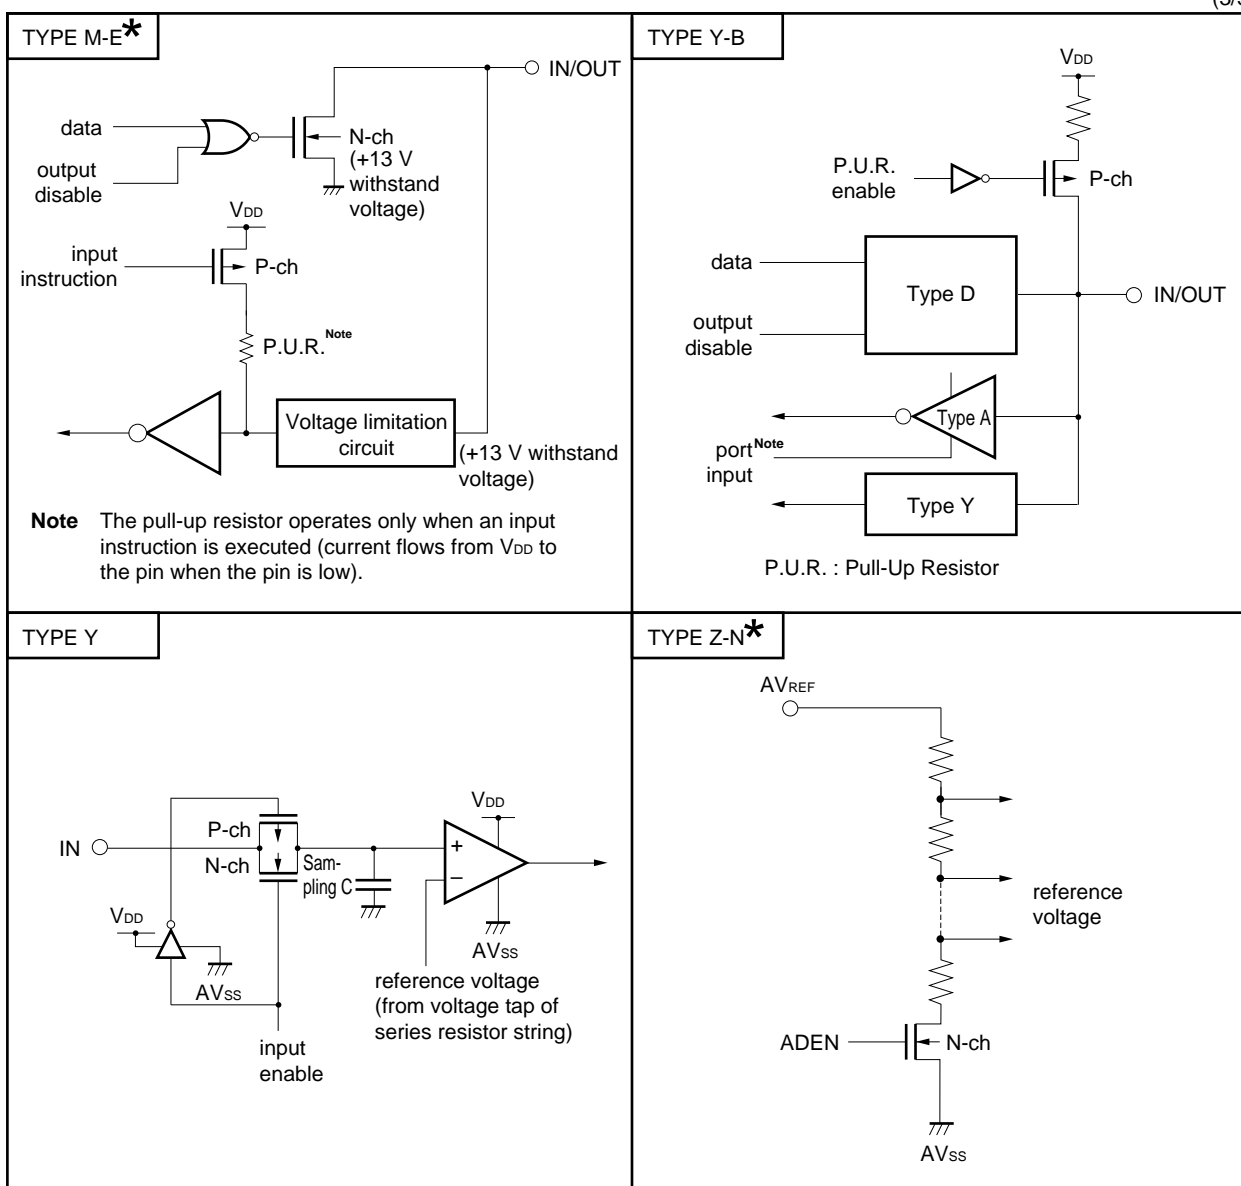 (3/3
TYPE M-E*
IN/OUT
data
output
disable
N-ch
(+13 V
withstand
voltage)
VDD
input
instruction
P-ch
P.U.R.Note
Voltage limitation
circuit
(+13 V withstand
voltage)
Note The pull-up resistor operates only when an input
instruction is executed (current flows from VDD to
the pin when the pin is low).
TYPE Y-B
VDD
P.U.R.
enable
P-ch
data
Type D
IN/OUT
output
disable
Type A
portNote
input
Type Y
P.U.R. : Pull-Up Resistor
TYPE Y
VDD
P-ch
IN
N-ch
Sam-
pling C
+
−
VDD
AVSS
AVSS
reference voltage
(from voltage tap of
series resistor string)
input
enable
TYPE Z-N*
AVREF
reference
voltage
ADEN
N-ch
AVSS